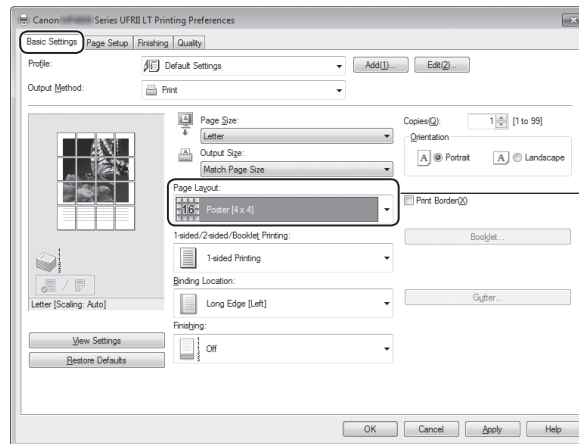 Canon Series UFRII LT Printing Preferences
Basic Settings Page Setup Finishing Quality
Profile: Default Settings Add(1)... Edit(2)...
Output Method: Print
Page Size:
Letter
Output Size:
Match Page Size
Copies(Q): 1 [1 to 99]
Orientation
A Portrait A Landscape
Page Layout:
16 Poster [4 x 4]
Print Border(X)
1-sided/2-sided/Booklet Printing:
1-sided Printing
Booklet...
Binding Location:
Long Edge [Left]
Gutter...
Finishing:
Off
Letter [Scaling: Auto]
View Settings
Restore Defaults
OK Cancel Apply Help